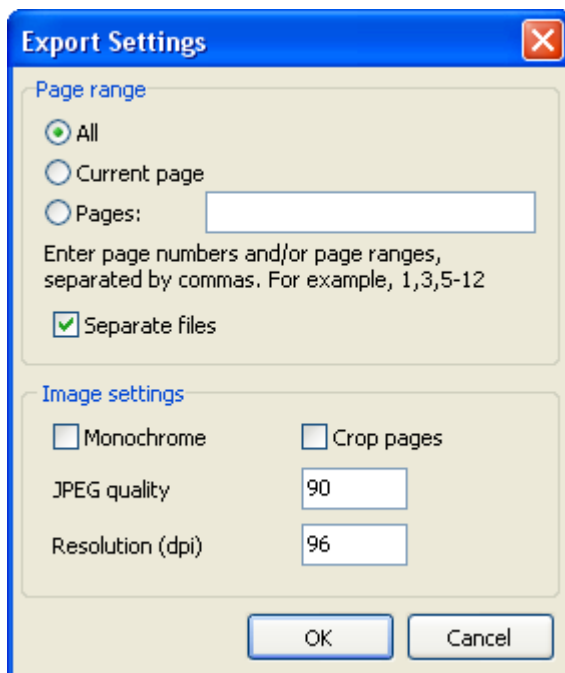 Export Settings
Page range
All
Current page
Pages:
Enter page numbers and/or page ranges,
separated by commas. For example, 1,3,5-12
Separate files
Image settings
Monochrome
Crop pages
JPEG quality
90
Resolution (dpi)
96
OK
Cancel